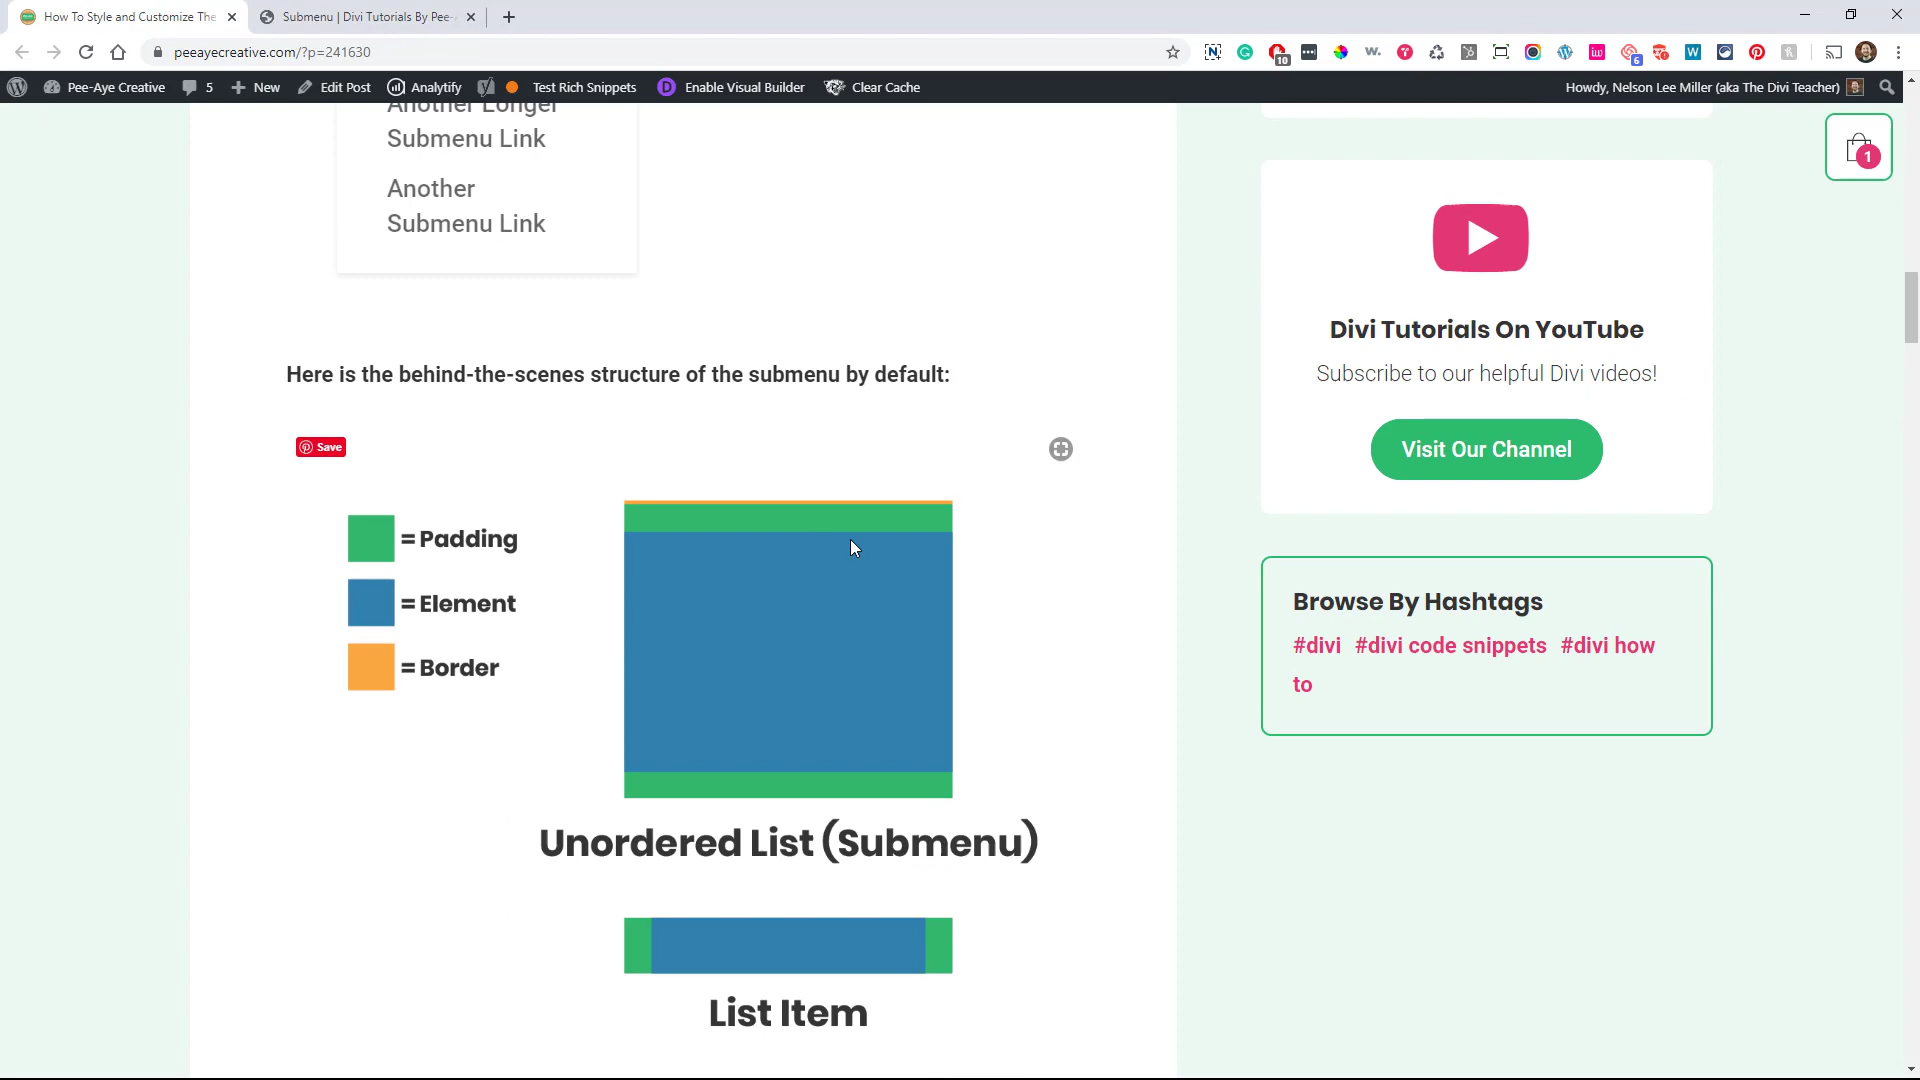 How To Style and Customize The
Submenu | Divi Tutorials By Pee-
peeayecreative.com/?p=241630
10
6
Pee-Aye Creative
5
New
Edit Post
Analytify
Test Rich Snippets
Enable Visual Builder
Clear Cache
Howdy, Nelson Lee Miller (aka The Divi Teacher)
Another Longer
Submenu Link
Another
Submenu Link
1
Divi Tutorials On YouTube
Subscribe to our helpful Divi videos!
Visit Our Channel
Here is the behind-the-scenes structure of the submenu by default:
Save
= Padding
= Element
= Border
Unordered List (Submenu)
List Item
Browse By Hashtags
#divi #divi code snippets #divi how
to